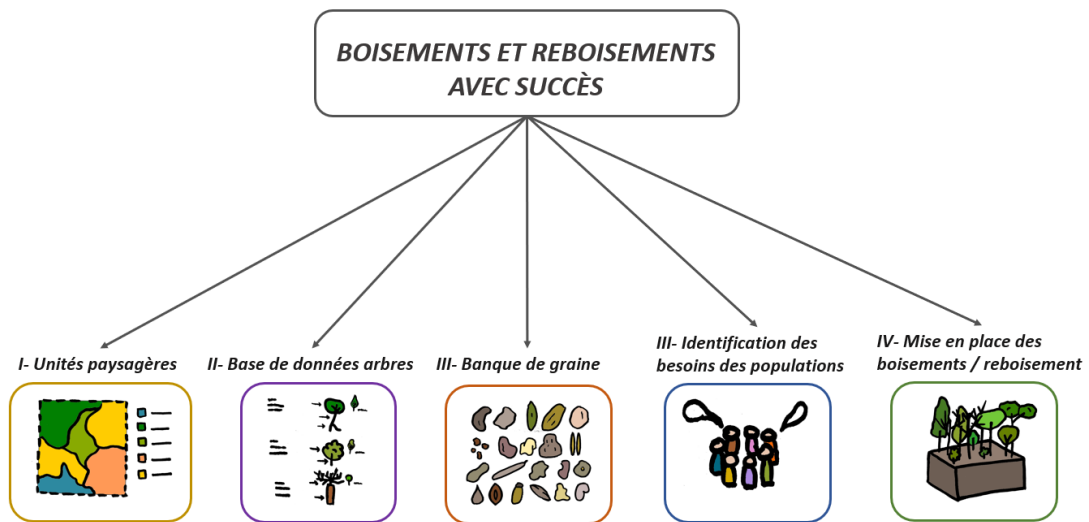 BOISEMENTS ET REBOISEMENTS
AVEC SUCCÈS
I- Unités paysagères
II- Base de données arbres
III- Banque de graine
III- Identification des
besoins des populations
IV- Mise en place des
boisements / reboisement